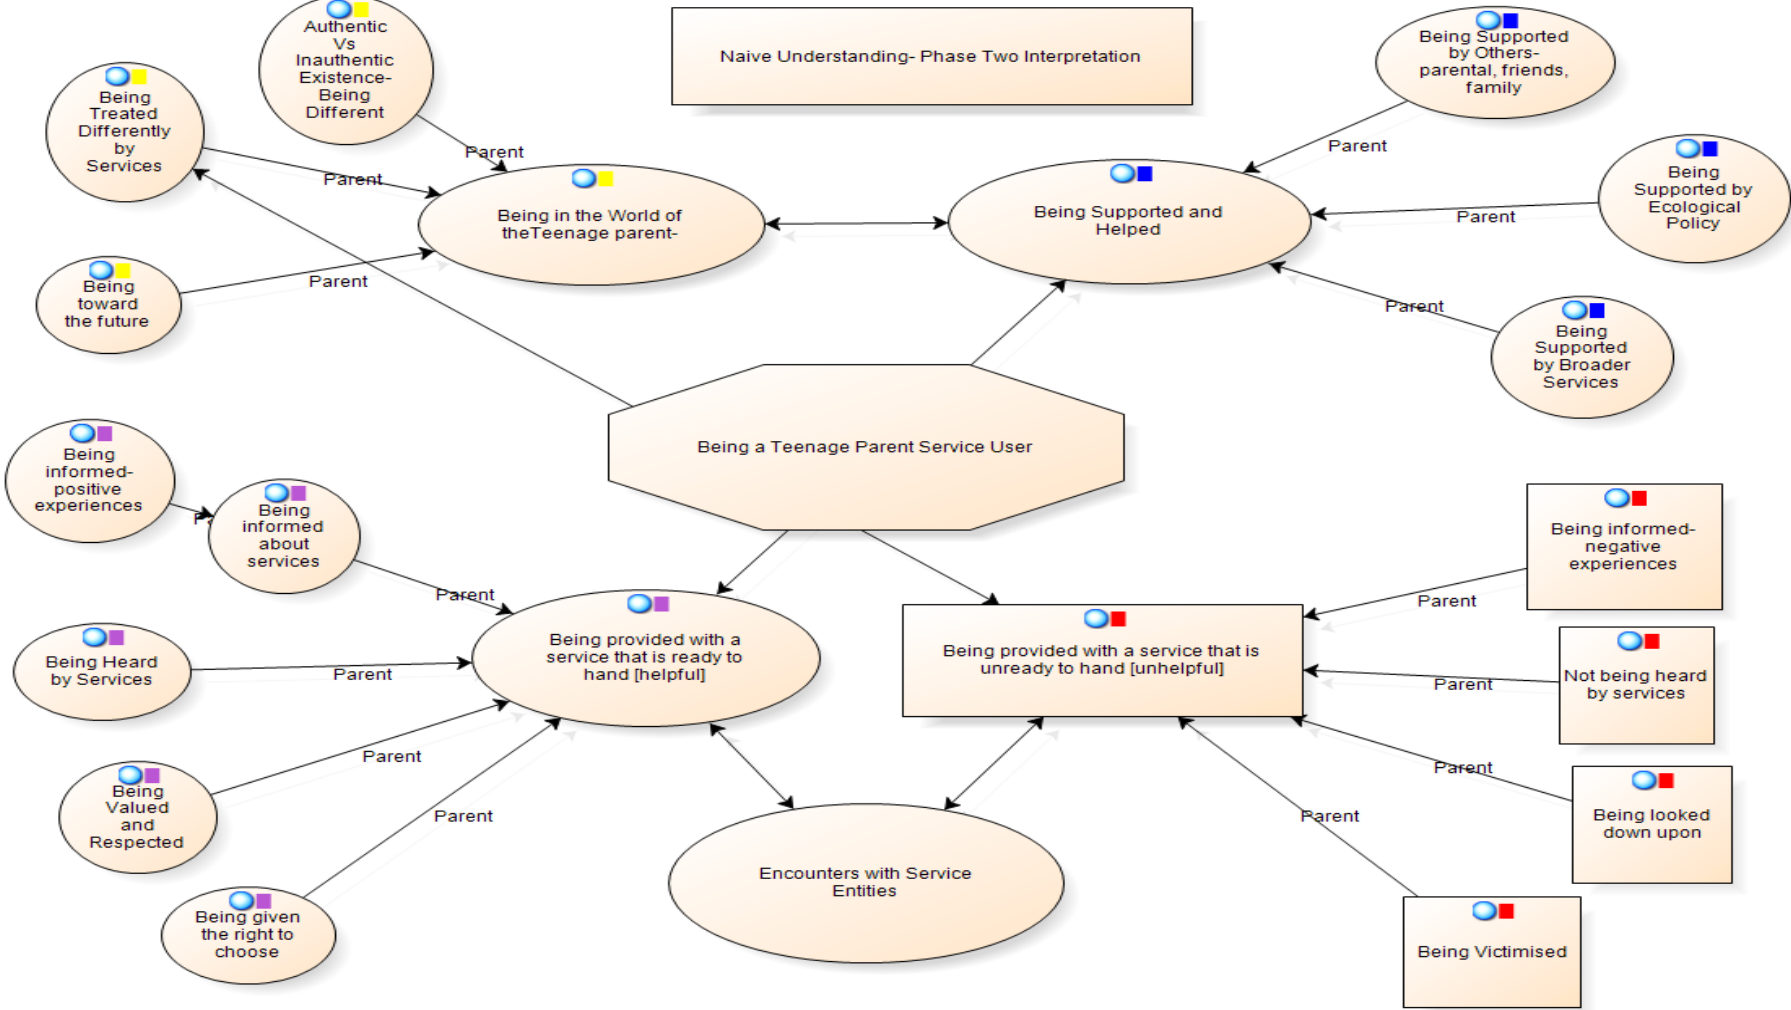 Authentic
Vs
Inauthentic
Existence-
Being
Different
Naive Understanding- Phase Two Interpretation
Being Supported
by Others-
parental, friends,
family
Being
Treated
Differently
by
Services
Parent
Parent
Parent
Being
Supported by
Ecological
Policy
Parent
Being in the World of
theTeenage parent-
Being Supported and
Helped
Being
toward
the future
Parent
Parent
Being
Supported
by Broader
Services
Being a Teenage Parent Service User
Being
informed-
positive
experiences
Being
informed
about
services
Parent
Being informed-
negative
experiences
Parent
Being Heard
by Services
Parent
Being provided with a
service that is ready to
hand [helpful]
Being provided with a service that is
unready to hand [unhelpful]
Not being heard
by services
Parent
Being
Valued
and
Respected
Parent
Parent
Parent
Being looked
down upon
Parent
Encounters with Service
Entities
Being given
the right to
choose
Being Victimised